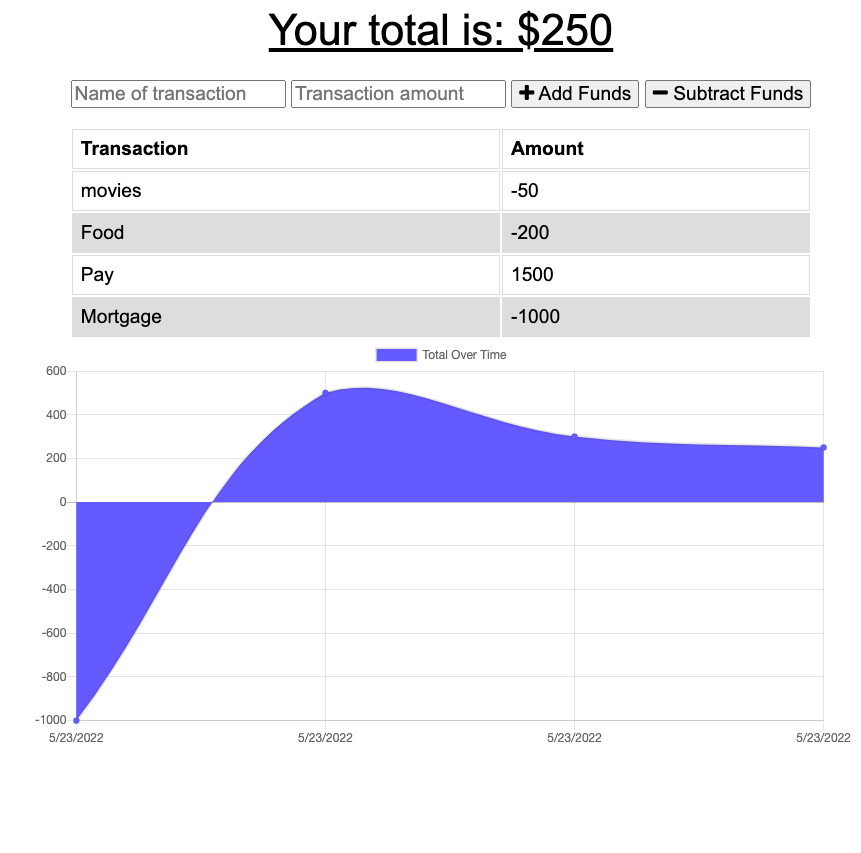 Your total is: $250
Name of transaction Transaction amount Add Funds Subtract Funds
Transaction Amount
movies -50
Food -200
Pay 1500
Mortgage -1000
Total Over Time
600
400
200
0
-200
-400
-600
-800
-1000
5/23/2022 5/23/2022 5/23/2022 5/23/2022